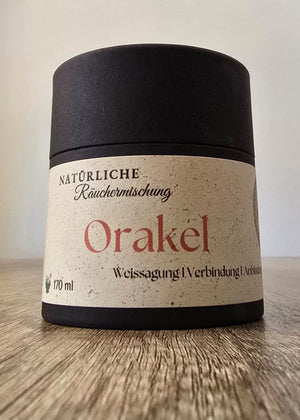 NATÜRLICHE
Räuchermischung
Orakel
Weissagung | Verbindung |
170 ml